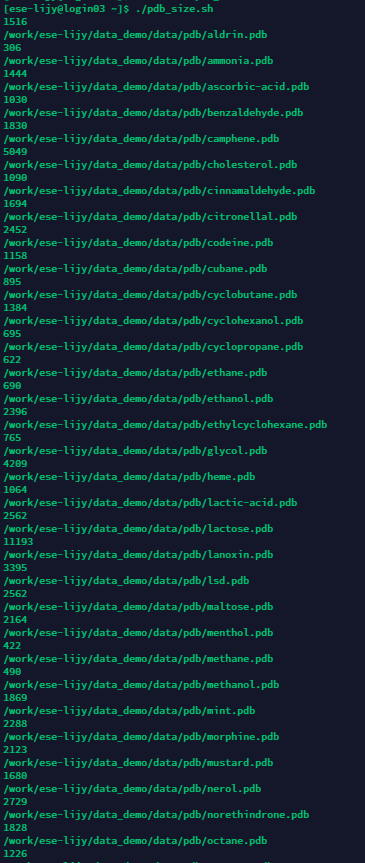 [ese-lijy@login03 ~]$ ./pdb_size.sh
1516
/work/ese-lijy/data_demo/data/pdb/aldrin.pdb
306
/work/ese-lijy/data_demo/data/pdb/ammonia.pdb
1444
/work/ese-lijy/data_demo/data/pdb/ascorbic-acid.pdb
1030
/work/ese-lijy/data_demo/data/pdb/benzaldehyde.pdb
1830
/work/ese-lijy/data_demo/data/pdb/camphene.pdb
5049
/work/ese-lijy/data_demo/data/pdb/cholesterol.pdb
1090
/work/ese-lijy/data_demo/data/pdb/cinnamaldehyde.pdb
1694
/work/ese-lijy/data_demo/data/pdb/citronellal.pdb
2452
/work/ese-lijy/data_demo/data/pdb/codeine.pdb
1158
/work/ese-lijy/data_demo/data/pdb/cubane.pdb
895
/work/ese-lijy/data_demo/data/pdb/cyclobutane.pdb
1384
/work/ese-lijy/data_demo/data/pdb/cyclohexanol.pdb
695
/work/ese-lijy/data_demo/data/pdb/cyclopropane.pdb
622
/work/ese-lijy/data_demo/data/pdb/ethane.pdb
690
/work/ese-lijy/data_demo/data/pdb/ethanol.pdb
2396
/work/ese-lijy/data_demo/data/pdb/ethylcyclohexane.pdb
765
/work/ese-lijy/data_demo/data/pdb/glycol.pdb
4209
/work/ese-lijy/data_demo/data/pdb/heme.pdb
1064
/work/ese-lijy/data_demo/data/pdb/lactic-acid.pdb
2562
/work/ese-lijy/data_demo/data/pdb/lactose.pdb
11193
/work/ese-lijy/data_demo/data/pdb/lanoxin.pdb
3395
/work/ese-lijy/data_demo/data/pdb/lsd.pdb
2562
/work/ese-lijy/data_demo/data/pdb/maltose.pdb
2164
/work/ese-lijy/data_demo/data/pdb/menthol.pdb
422
/work/ese-lijy/data_demo/data/pdb/methane.pdb
490
/work/ese-lijy/data_demo/data/pdb/methanol.pdb
1869
/work/ese-lijy/data_demo/data/pdb/mint.pdb
2288
/work/ese-lijy/data_demo/data/pdb/morphine.pdb
2123
/work/ese-lijy/data_demo/data/pdb/mustard.pdb
1680
/work/ese-lijy/data_demo/data/pdb/nerol.pdb
2729
/work/ese-lijy/data_demo/data/pdb/norethindrone.pdb
1828
/work/ese-lijy/data_demo/data/pdb/octane.pdb
1226